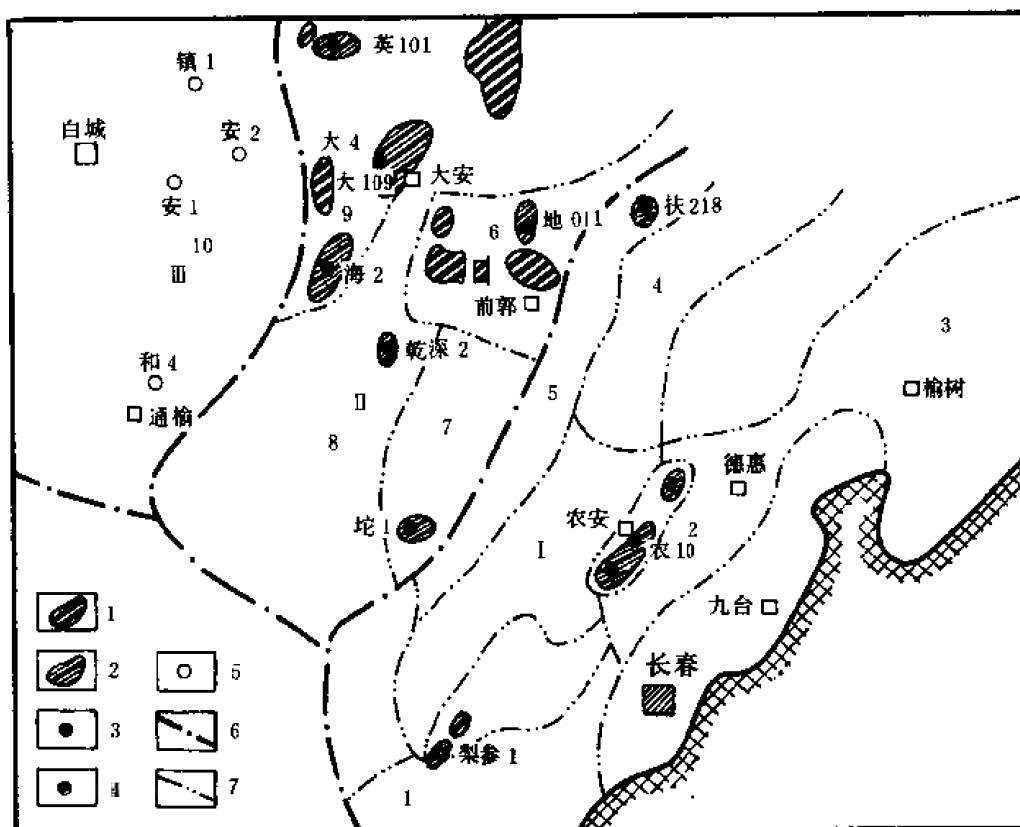 英101
镇1
白城
安2
大4
大109
大安
安1
9
6
地011
扶218
10
Ⅲ
海2
4
前郭
3
和4
乾深2
通榆
Ⅱ
5
榆树
8
7
德惠
坨1
农安
2
Ⅰ
农10
九台
长春
梨参1
1
1
2
5
3
6
4
7